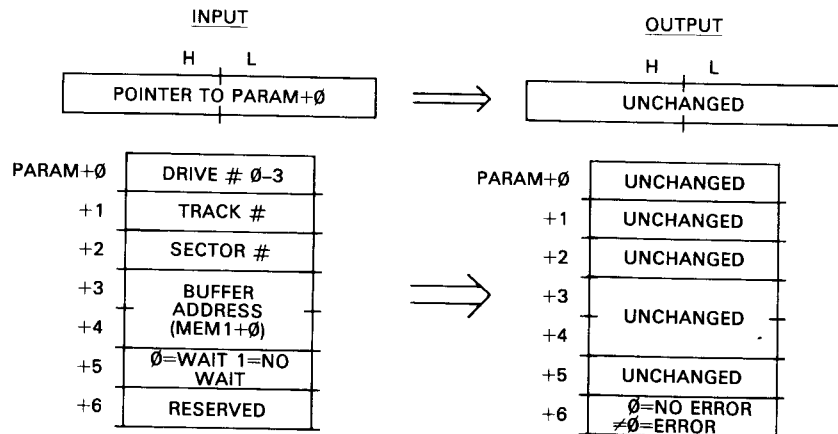 INPUT
H L
POINTER TO PARAM+Ø
PARAM+Ø DRIVE # Ø–3
+1 TRACK #
+2 SECTOR #
+3 BUFFER
ADDRESS
+4 (MEM1+Ø)
+5 Ø=WAIT 1=NO
WAIT
+6 RESERVED
OUTPUT
H L
UNCHANGED
PARAM+Ø UNCHANGED
+1 UNCHANGED
+2 UNCHANGED
+3
UNCHANGED
+4
+5 UNCHANGED
+6 Ø=NO ERROR
≠Ø=ERROR